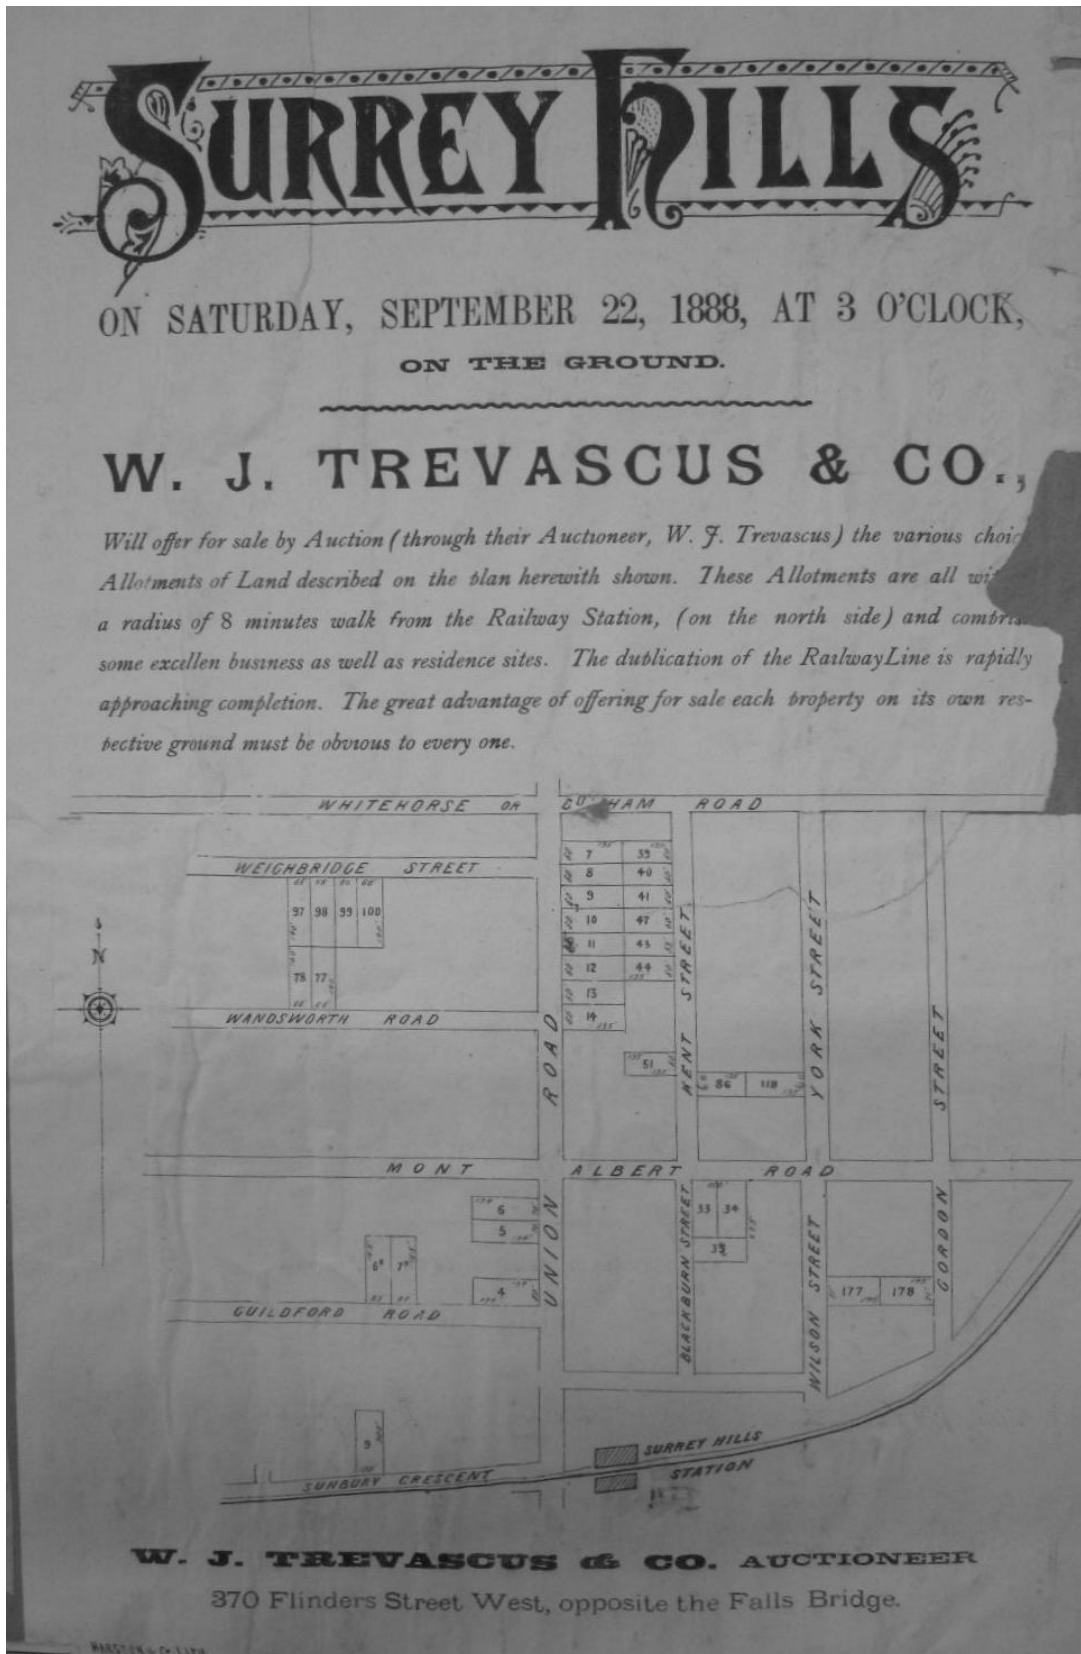 SURREY HILLS
ON SATURDAY, SEPTEMBER 22, 1888, AT 3 O'CLOCK,
ON THE GROUND.
W. J. TREVASCUS & CO.,
Will offer for sale by Auction (through their Auctioneer, W. J. Trevascus) the various choic
Allotments of Land described on the plan herewith shown. These Allotments are all wi
a radius of 8 minutes walk from the Railway Station, (on the north side) and compris
some excellen business as well as residence sites. The duplication of the Railway Line is rapidly
approaching completion. The great advantage of offering for sale each property on its own res-
pective ground must be obvious to every one.
WHITEHORSE OR CO HAM ROAD
WEIGHBRIDGE STREET
7 39
8 40
9 41
10 47
11 43
12 44
13
14
97 98 99 100
78 77
N
WANDSWORTH ROAD
51
86 118
UNION ROAD
KENT STREET
YORK STREET
GORDON STREET
MONT ALBERT ROAD
6
5
4
33 34
6 7
177 178
BLACKBURN STREET
WILSON STREET
GUILDFORD ROAD
9
SURREY HILLS
STATION
SUNBURY CRESCENT
W. J. TREVASCUS & CO. AUCTIONEER
370 Flinders Street West, opposite the Falls Bridge.